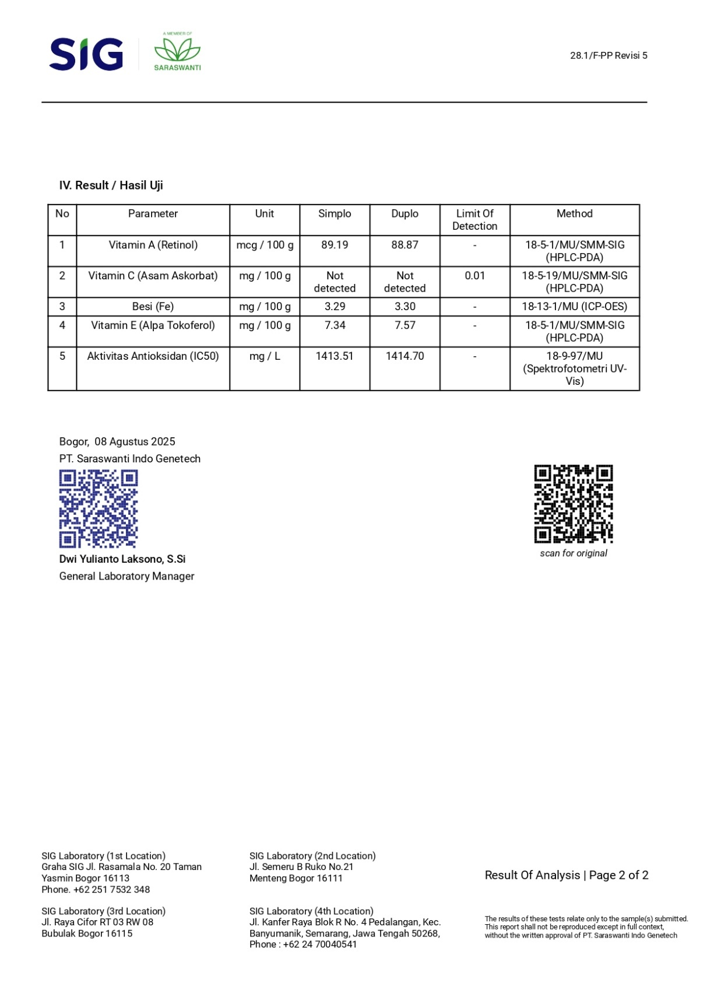 SIG
A MEMBER OF
SARASWANTI
28.1/F-PP Revisi 5
IV. Result / Hasil Uji
No Parameter Unit Simplo Duplo Limit Of Detection Method
1 Vitamin A (Retinol) mcg / 100 g 89.19 88.87 - 18-5-1/MU/SMM-SIG (HPLC-PDA)
2 Vitamin C (Asam Askorbat) mg / 100 g Not detected Not detected 0.01 18-5-19/MU/SMM-SIG (HPLC-PDA)
3 Besi (Fe) mg / 100 g 3.29 3.30 - 18-13-1/MU (ICP-OES)
4 Vitamin E (Alpa Tokoferol) mg / 100 g 7.34 7.57 - 18-5-1/MU/SMM-SIG (HPLC-PDA)
5 Aktivitas Antioksidan (IC50) mg / L 1413.51 1414.70 - 18-9-97/MU (Spektrofotometri UV-Vis)
Bogor, 08 Agustus 2025
PT. Saraswanti Indo Genetech
Dwi Yulianto Laksono, S.Si
General Laboratory Manager
scan for original
SIG Laboratory (1st Location)
Graha SIG Jl. Rasamala No. 20 Taman
Yasmin Bogor 16113
Phone. +62 251 7532 348
SIG Laboratory (2nd Location)
Jl. Semeru B Ruko No.21
Menteng Bogor 16111
SIG Laboratory (3rd Location)
Jl. Raya Cifor RT 03 RW 08
Bubulak Bogor 16115
SIG Laboratory (4th Location)
Jl. Kanfer Raya Blok R No. 4 Pedalangan, Kec.
Banyumanik, Semarang, Jawa Tengah 50268,
Phone : +62 24 70040541
Result Of Analysis | Page 2 of 2
The results of these tests relate only to the sample(s) submitted.
This report shall not be reproduced except in full context,
without the written approval of PT. Saraswanti Indo Genetech